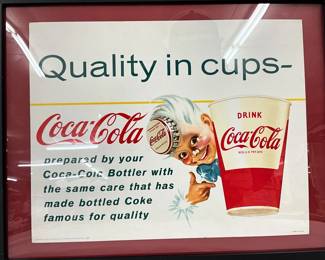 Quality in cups-
Coca-Cola
prepared by your
Coca-Cola Bottler with
the same care that has
made bottled Coke
famous for quality
Coca-Cola
DRINK
Coca-Cola